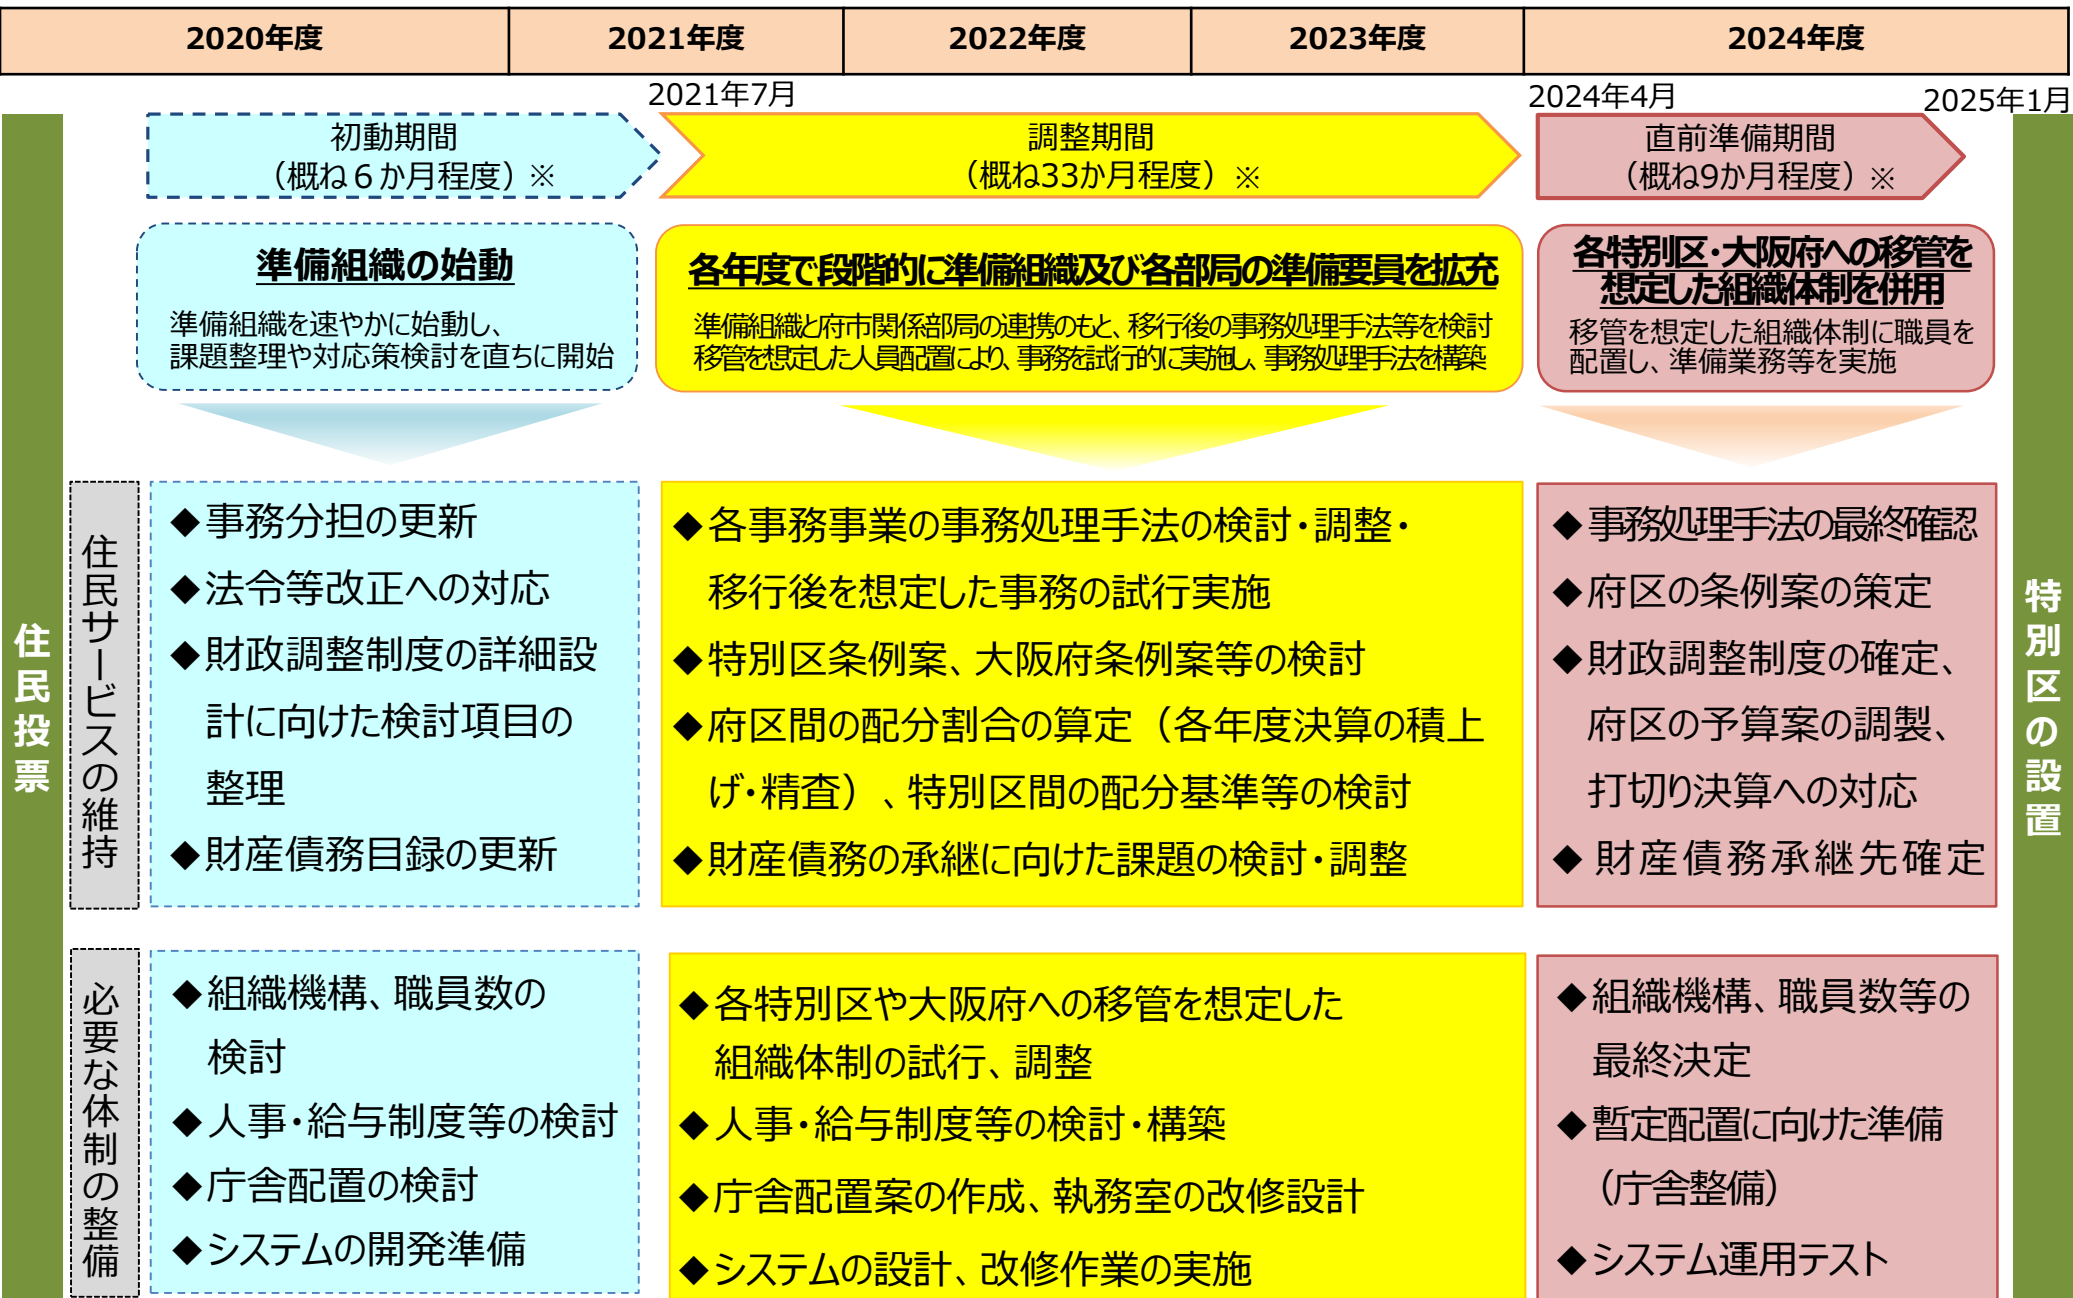 2020年度
2021年度
2022年度
2023年度
2024年度
2021年7月
2024年4月
2025年1月
初動期間
（概ね６か月程度）※
調整期間
（概ね33か月程度）※
直前準備期間
（概ね9か月程度）※
準備組織の始動
準備組織を速やかに始動し、
課題整理や対応策検討を直ちに開始
各年度で段階的に準備組織及び各部局の準備要員を拡充
準備組織と府市関係部局の連携のもと、移行後の事務処理手法等を検討
移管を想定した人員配置により、事務を試行的に実施し、事務処理手法を構築
各特別区・大阪府への移管を
想定した組織体制を併用
移管を想定した組織体制に職員を
配置し、準備業務等を実施
住民投票
住民サービスの維持
◆事務分担の更新
◆法令等改正への対応
◆財政調整制度の詳細設
計に向けた検討項目の
整理
◆財産債務目録の更新
◆各事務事業の事務処理手法の検討・調整・
移行後を想定した事務の試行実施
◆特別区条例案、大阪府条例案等の検討
◆府区間の配分割合の算定（各年度決算の積上
げ・精査）、特別区間の配分基準等の検討
◆財産債務の承継に向けた課題の検討・調整
◆事務処理手法の最終確認
◆府区の条例案の策定
◆財政調整制度の確定、
府区の予算案の調製、
打切り決算への対応
◆財産債務承継先確定
特別区の設置
必要な体制の整備
◆組織機構、職員数の
検討
◆人事・給与制度等の検討
◆庁舎配置の検討
◆システムの開発準備
◆各特別区や大阪府への移管を想定した
組織体制の試行、調整
◆人事・給与制度等の検討・構築
◆庁舎配置案の作成、執務室の改修設計
◆システムの設計、改修作業の実施
◆組織機構、職員数等の
最終決定
◆暫定配置に向けた準備
（庁舎整備）
◆システム運用テスト